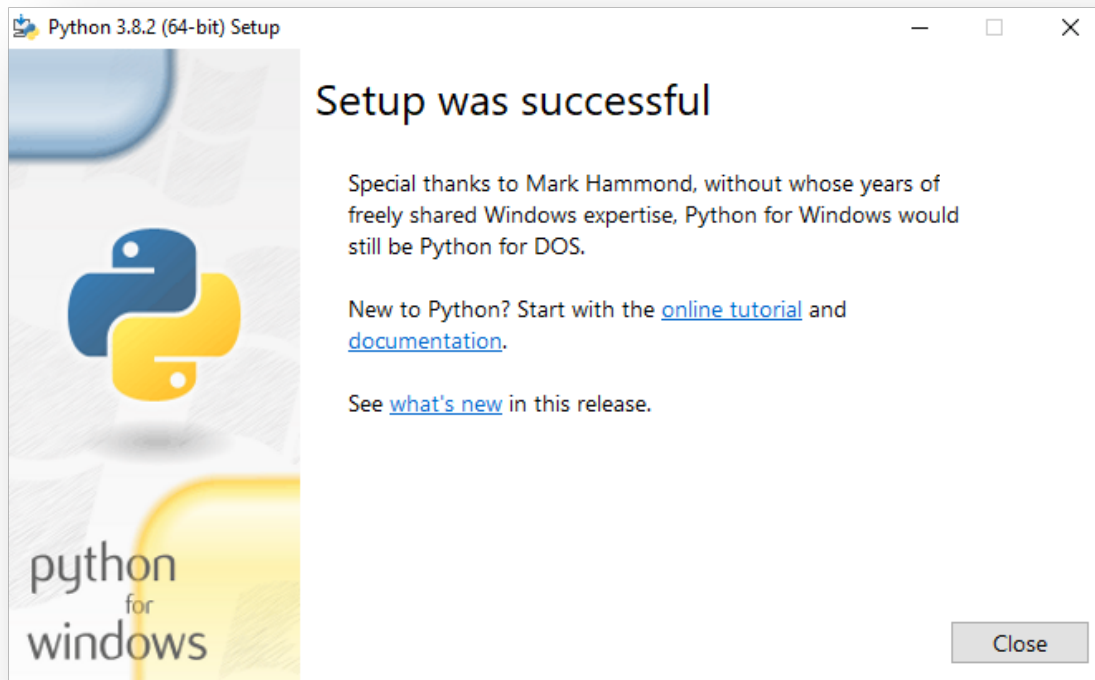 Python 3.8.2 (64-bit) Setup
Setup was successful
Special thanks to Mark Hammond, without whose years of
freely shared Windows expertise, Python for Windows would
still be Python for DOS.
New to Python? Start with the online tutorial and
documentation.
See what's new in this release.
python
for
windows
Close